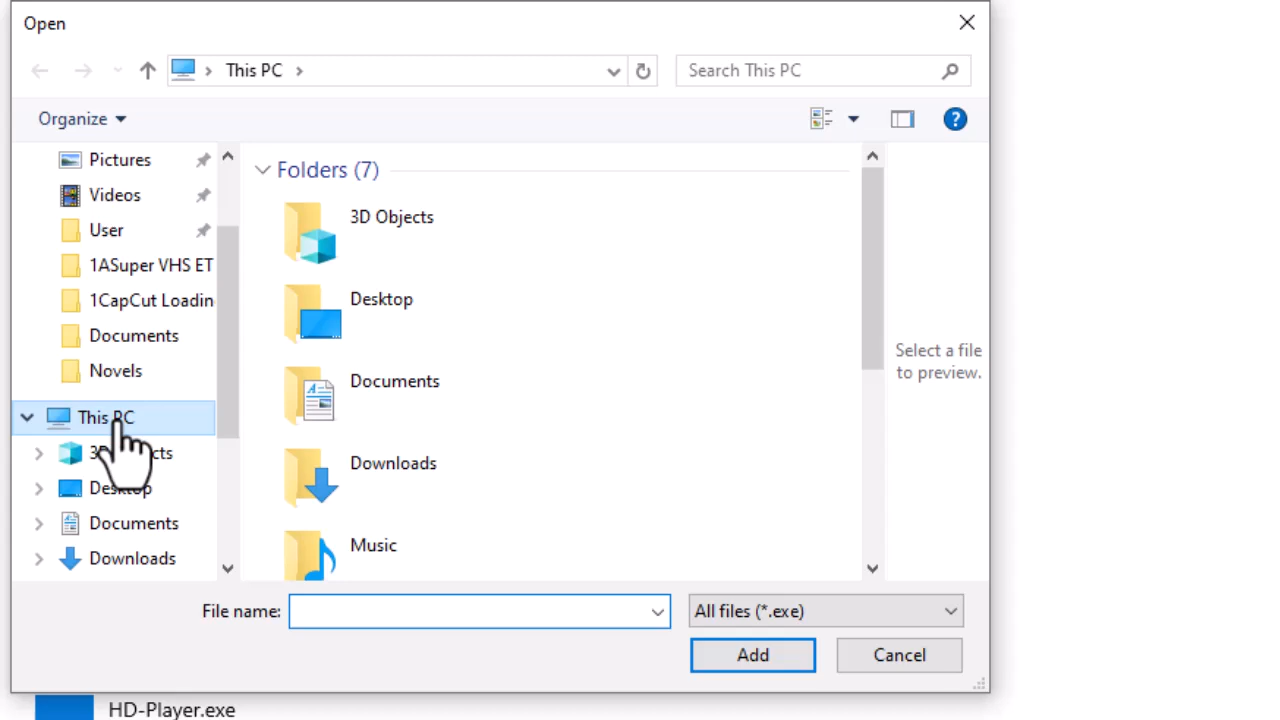 Open
This PC
Search This PC
Organize
Pictures
Videos
User
1ASuper VHS ET
1CapCut Loadin
Documents
Novels
This PC
Desktop
Documents
Downloads
Folders (7)
3D Objects
Desktop
Documents
Downloads
Music
Select a file
to preview.
File name:
All files (*.exe)
Add
Cancel
HD-Player.exe